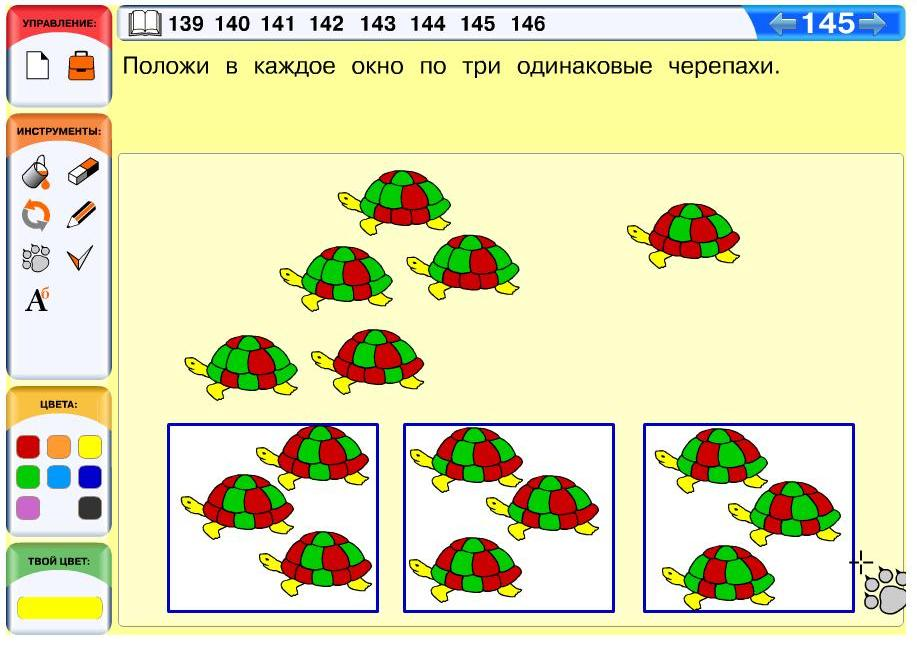 УПРАВЛЕНИЕ:
139 140 141 142 143 144 145 146
145
Положи в каждое окно по три одинаковые черепахи.
ИНСТРУМЕНТЫ:
Аб
ЦВЕТА:
ТВОЙ ЦВЕТ: